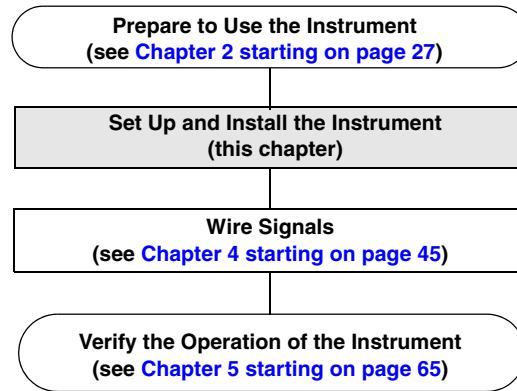 Prepare to Use the Instrument
(see Chapter 2 starting on page 27)
Set Up and Install the Instrument
(this chapter)
Wire Signals
(see Chapter 4 starting on page 45)
Verify the Operation of the Instrument
(see Chapter 5 starting on page 65)